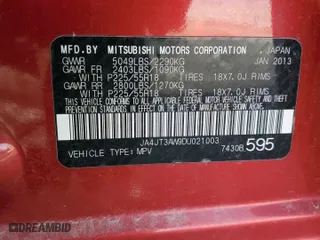 MFD.BY MITSUBISHI MOTORS CORPORATION JAPAN
GVWR 5049LBS/2290KG JAN 2013
GAWR FR 2403LBS/1090KG
WITH P225/55R18 TIRES 18X7.0J RIMS
GAWR RR 2800LBS/1270KG
WITH P225/55R18 TIRES 18X7.0J RIMS
THIS VEHICLE CONFORMS TO ALL APPLICABLE
FEDERAL MOTOR VEHICLE SAFETY AND THEFT
PREVENTION STANDARDS IN EFFECT ON THE DATE
OF MANUFACTURE SHOWN ABOVE.
JA4JT3AW9DU021003
VEHICLE TYPE: MPV 7430B 595
© DREAMBID
DREAMBID.COM